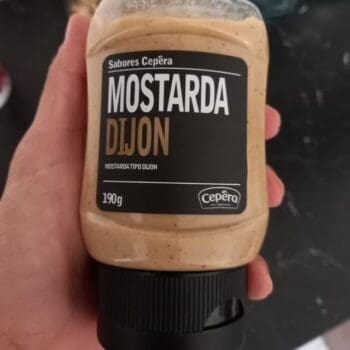 Sabores Cepêra
MOSTARDA
DIJON
MOSTARDA TIPO DIJON
190g
Cepêra